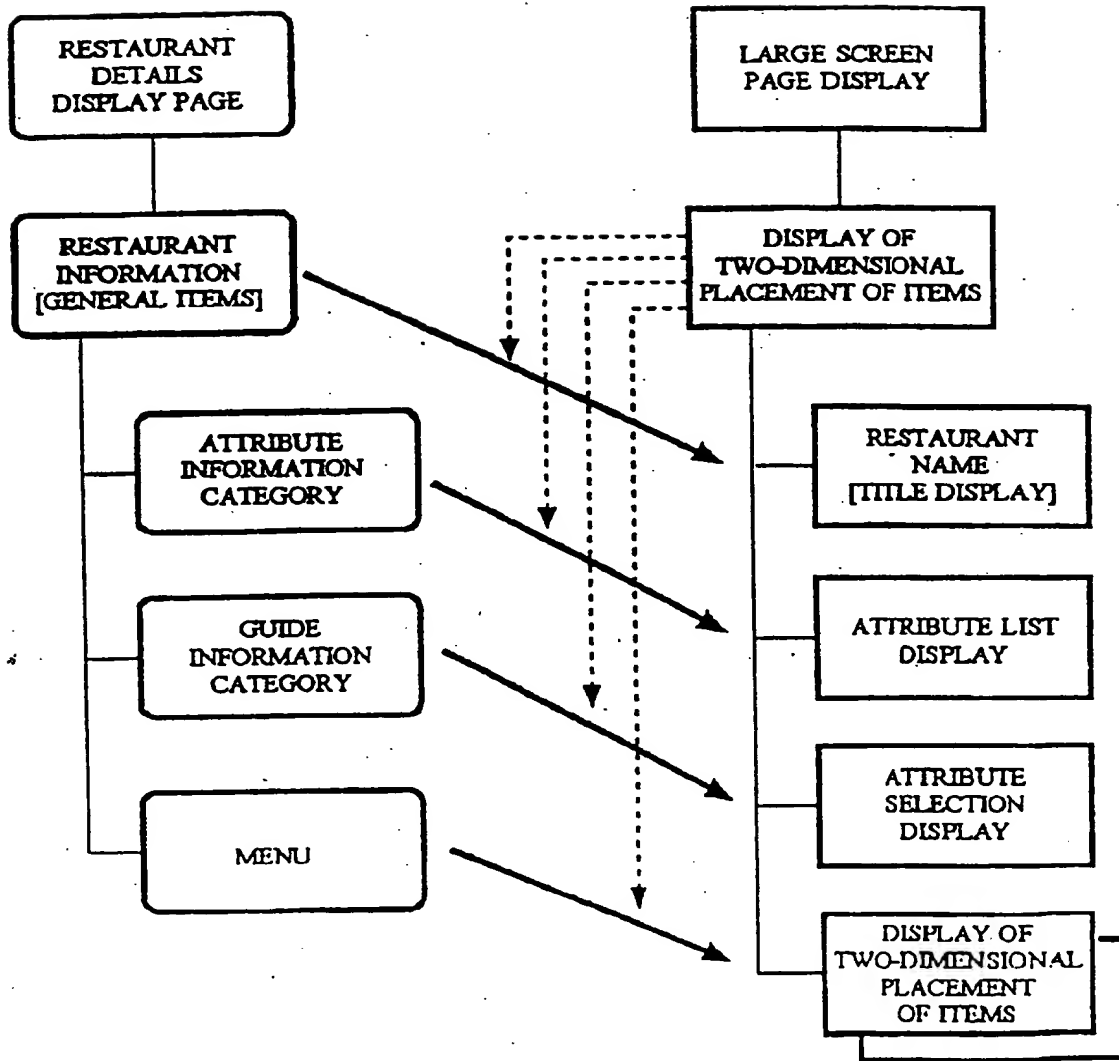 RESTAURANT
DETAILS
DISPLAY PAGE
LARGE SCREEN
PAGE DISPLAY
RESTAURANT
INFORMATION
[GENERAL ITEMS]
DISPLAY OF
TWO-DIMENSIONAL
PLACEMENT OF ITEMS
ATTRIBUTE
INFORMATION
CATEGORY
RESTAURANT
NAME
[TITLE DISPLAY]
GUIDE
INFORMATION
CATEGORY
ATTRIBUTE LIST
DISPLAY
MENU
ATTRIBUTE
SELECTION
DISPLAY
DISPLAY OF
TWO-DIMENSIONAL
PLACEMENT
OF ITEMS